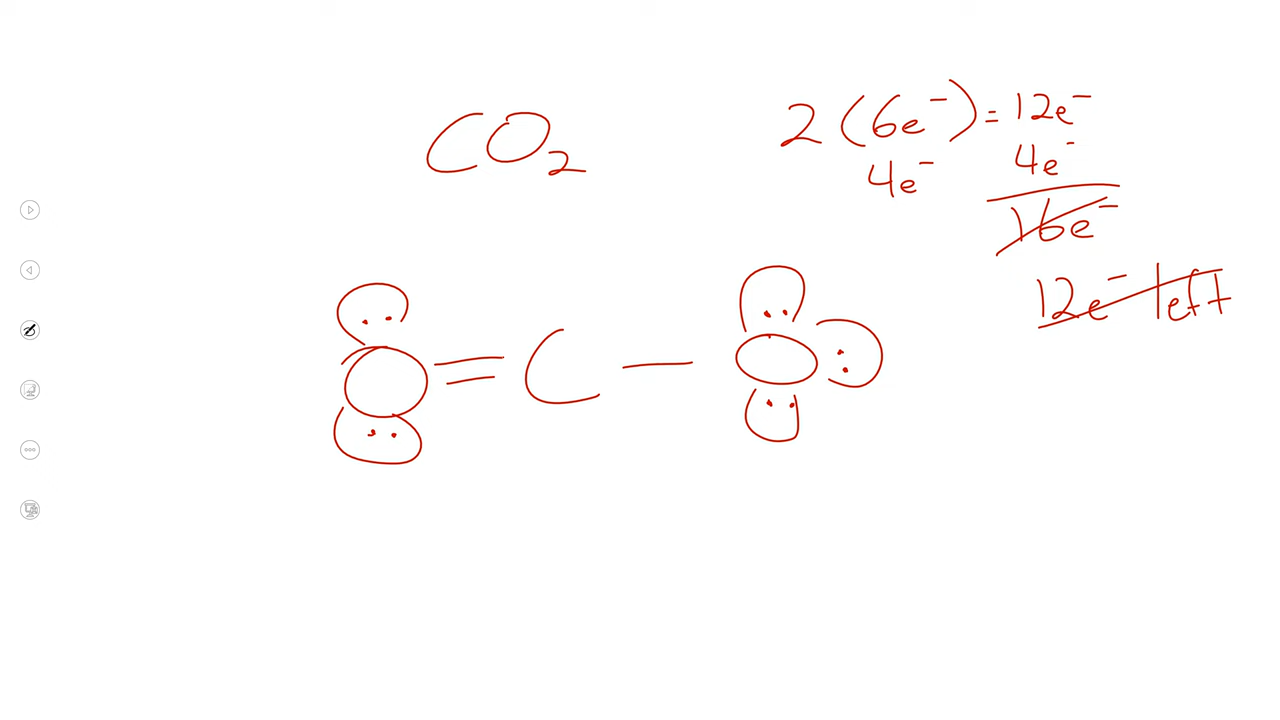 CO₂
2 (6e⁻) = 12e⁻
4e⁻ 4e⁻
16e⁻
12e⁻ left
O = C — O